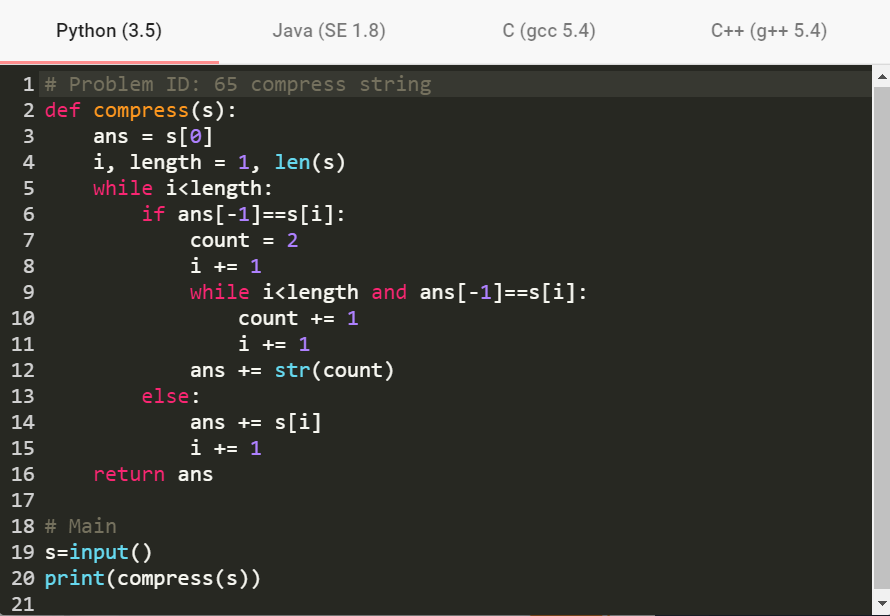 Python (3.5) Java (SE 1.8) C (gcc 5.4) C++ (g++ 5.4)
1 # Problem ID: 65 compress string
2 def compress(s):
3     ans = s[0]
4     i, length = 1, len(s)
5     while i<length:
6         if ans[-1]==s[i]:
7             count = 2
8             i += 1
9             while i<length and ans[-1]==s[i]:
10                 count += 1
11                 i += 1
12             ans += str(count)
13         else:
14             ans += s[i]
15             i += 1
16     return ans
17
18 # Main
19 s=input()
20 print(compress(s))
21